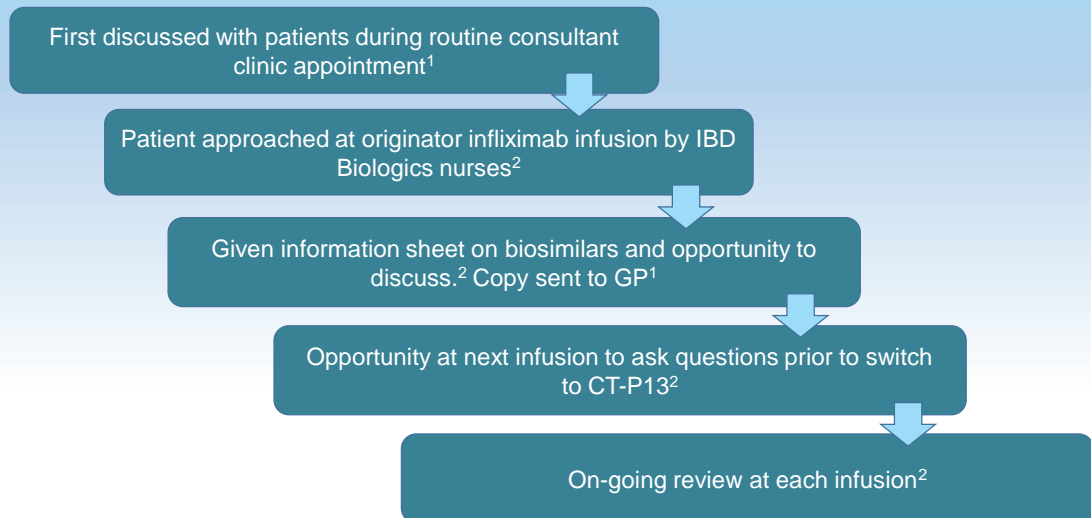 First discussed with patients during routine consultant
clinic appointment¹
Patient approached at originator infliximab infusion by IBD
Biologics nurses²
Given information sheet on biosimilars and opportunity to
discuss.² Copy sent to GP¹
Opportunity at next infusion to ask questions prior to switch
to CT-P13²
On-going review at each infusion²